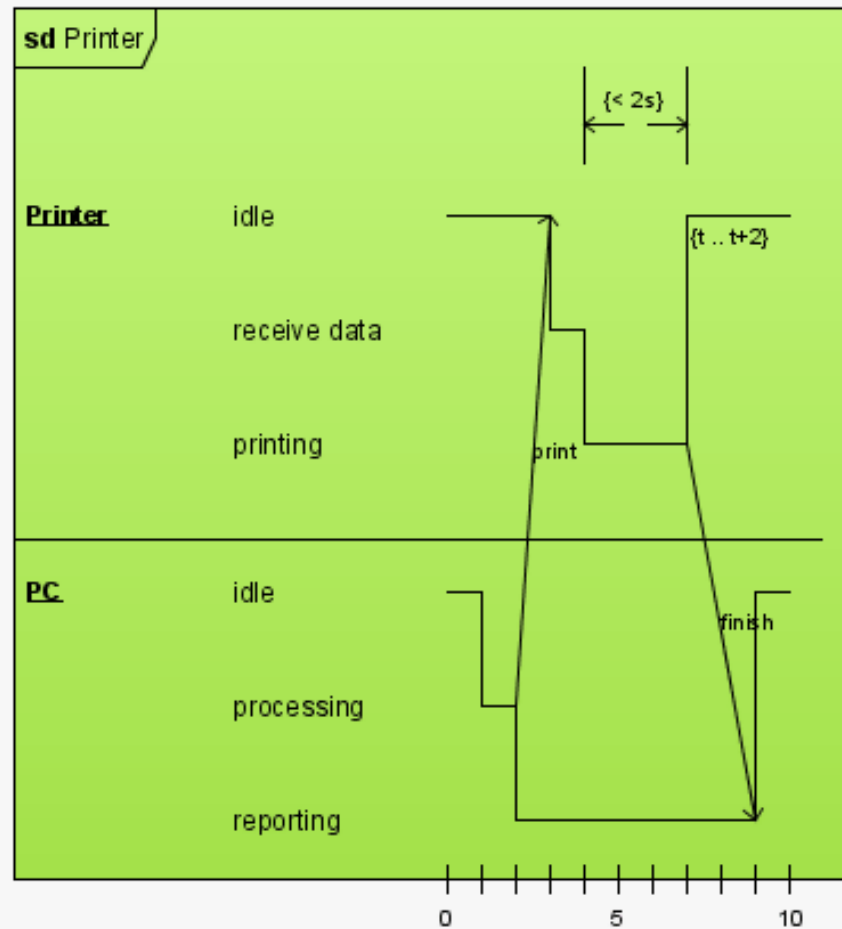 sd Printer
{< 2s}
Printer
idle
{t .. t+2}
receive data
printing
print
PC
idle
finish
processing
reporting
0 5 10